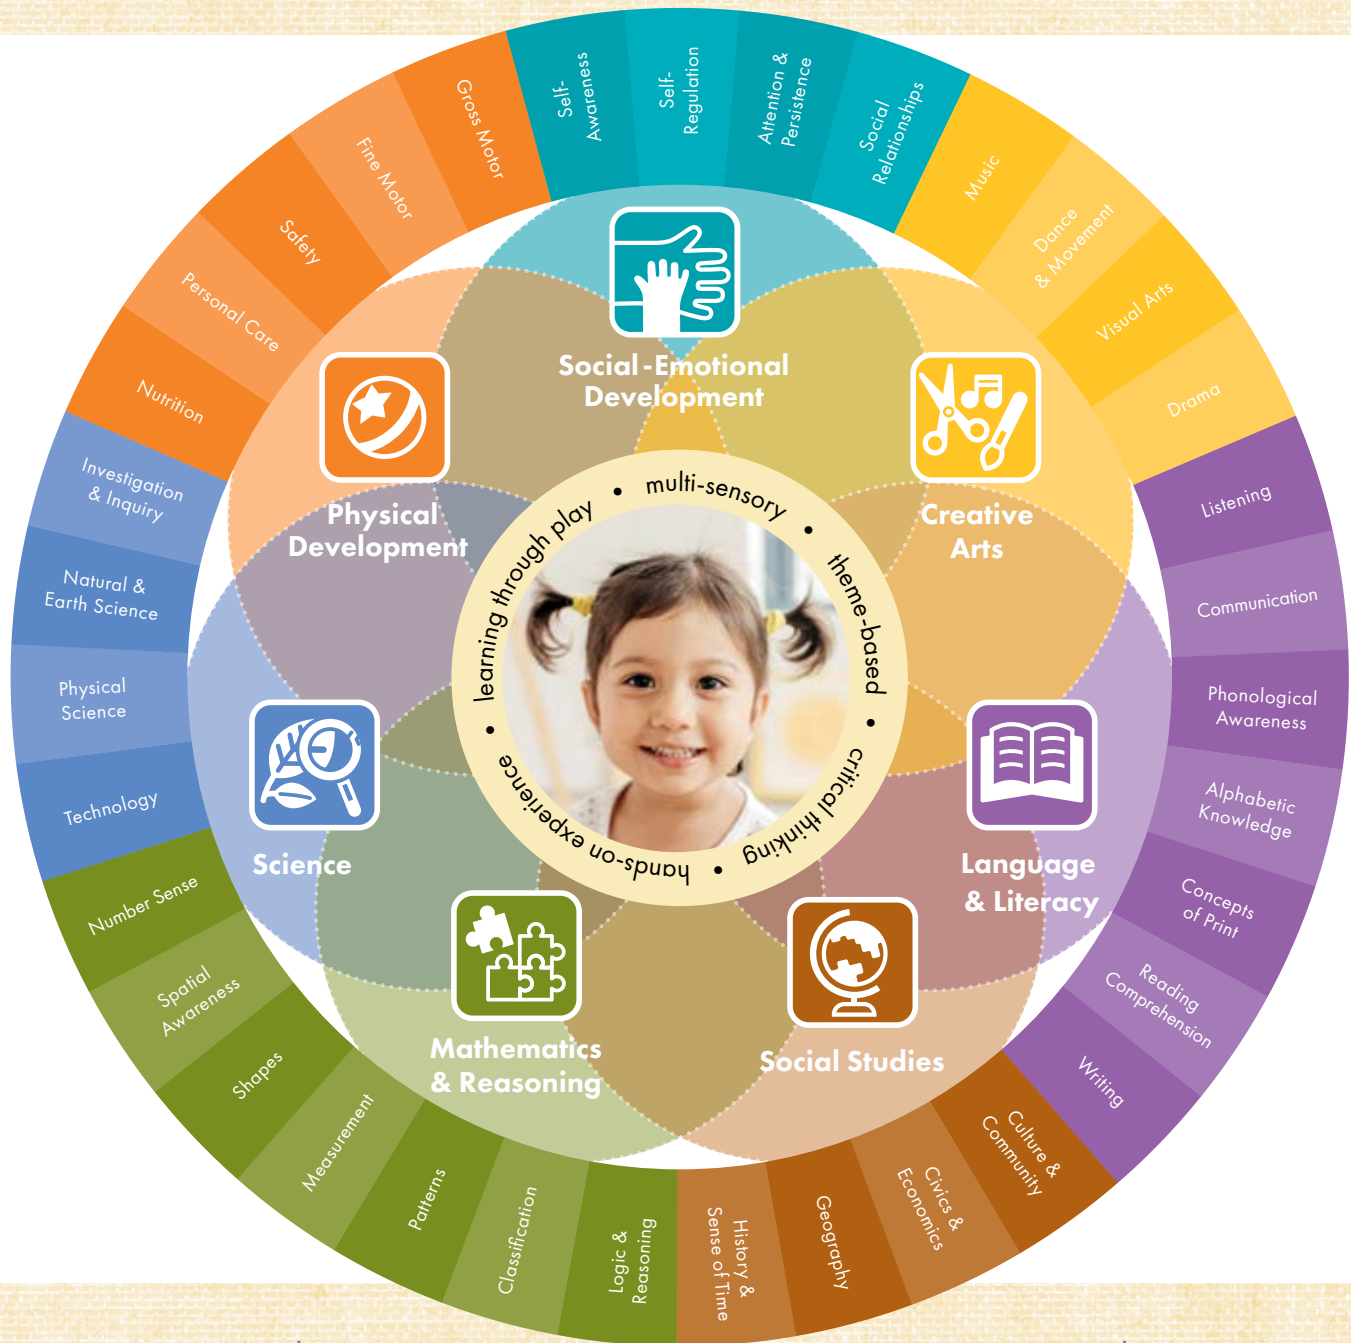 Self-
Awareness
Self-
Regulation
Attention &
Persistence
Social
Relationships
Music
Dance
& Movement
Visual Arts
Drama
Listening
Communication
Phonological
Awareness
Alphabetic
Knowledge
Concepts
of Print
Reading
Comprehension
Writing
Culture &
Community
Civics &
Economics
Geography
History &
Sense of Time
Logic &
Reasoning
Classification
Patterns
Measurement
Shapes
Spatial
Awareness
Number Sense
Technology
Physical
Science
Natural &
Earth Science
Investigation
& Inquiry
Nutrition
Personal Care
Safety
Fine Motor
Gross Motor
Social-Emotional
Development
Creative
Arts
Language
& Literacy
Social Studies
Mathematics
& Reasoning
Science
Physical
Development
learning through play • multi-sensory • theme-based • critical thinking • hands-on experience •